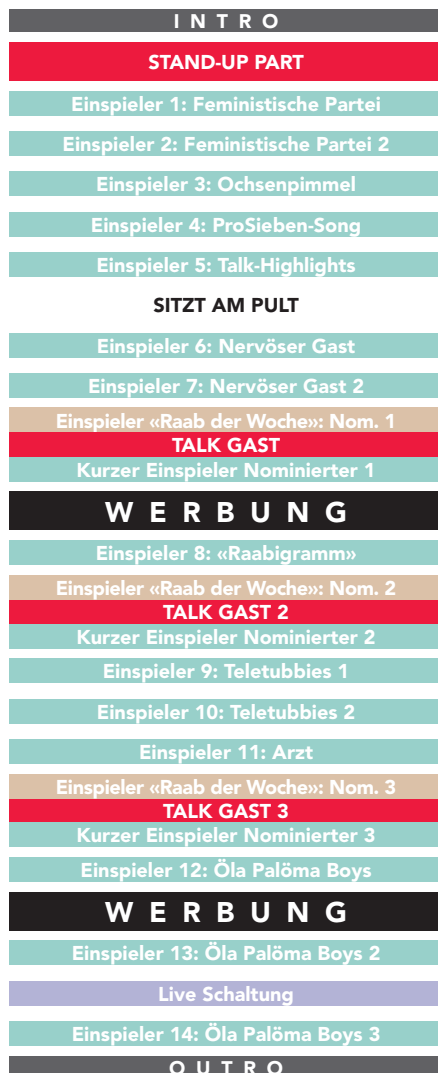 INTRO
STAND-UP PART
Einspieler 1: Feministische Partei
Einspieler 2: Feministische Partei 2
Einspieler 3: Ochsenpimmel
Einspieler 4: ProSieben-Song
Einspieler 5: Talk-Highlights
SITZT AM PULT
Einspieler 6: Nervöser Gast
Einspieler 7: Nervöser Gast 2
Einspieler «Raab der Woche»: Nom. 1
TALK GAST
Kurzer Einspieler Nominierter 1
WERBUNG
Einspieler 8: «Raabigramm»
Einspieler «Raab der Woche»: Nom. 2
TALK GAST 2
Kurzer Einspieler Nominierter 2
Einspieler 9: Teletubbies 1
Einspieler 10: Teletubbies 2
Einspieler 11: Arzt
Einspieler «Raab der Woche»: Nom. 3
TALK GAST 3
Kurzer Einspieler Nominierter 3
Einspieler 12: Öla Palöma Boys
WERBUNG
Einspieler 13: Öla Palöma Boys 2
Live Schaltung
Einspieler 14: Öla Palöma Boys 3
OUTRO